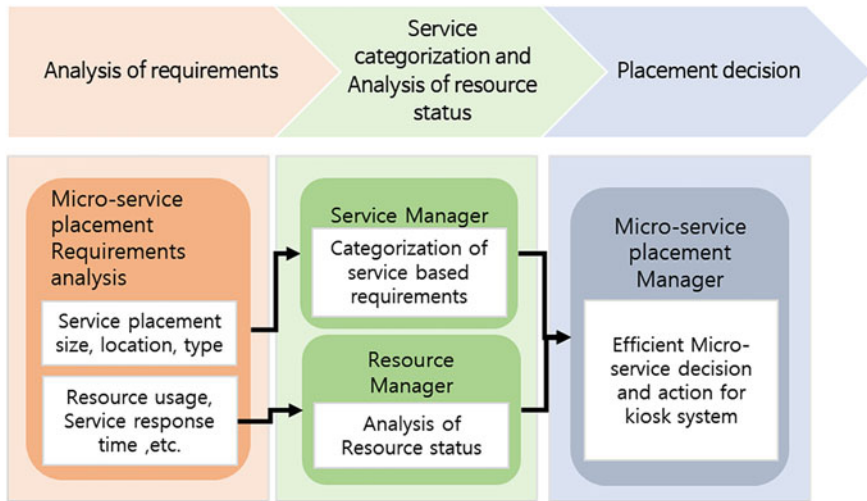 Analysis of requirements
Service
categorization and
Analysis of resource
status
Placement decision
Micro-service
placement
Requirements
analysis
Service placement
size, location, type
Resource usage,
Service response
time ,etc.
Service Manager
Categorization of
service based
requirements
Resource
Manager
Analysis of
Resource status
Micro-service
placement
Manager
Efficient Micro-
service decision
and action for
kiosk system